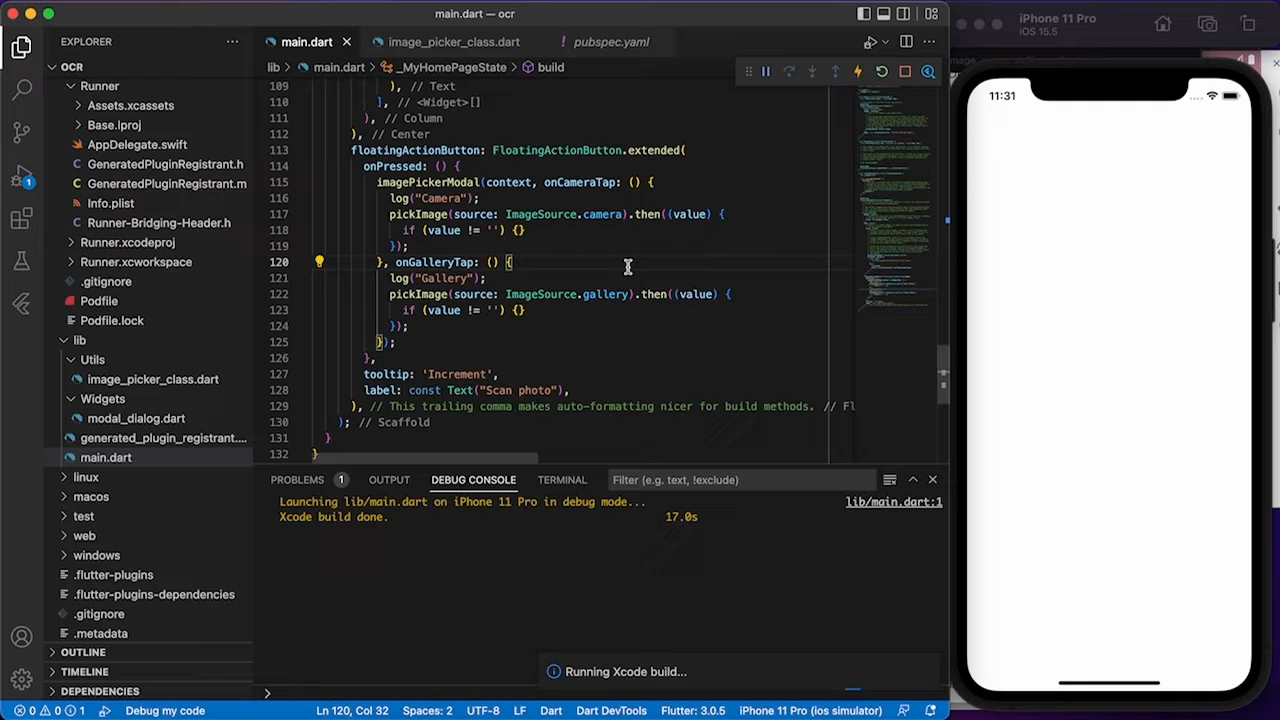 main.dart — ocr
iPhone 11 Pro
iOS 15.5
EXPLORER
main.dart
image_picker_class.dart
! pubspec.yaml
OCR
lib > main.dart > _MyHomePageState > build
Runner
Assets.xcassets
Base.lproj
AppDelegate.swift
GeneratedPluginRegistrant.h
GeneratedPluginRegistrant.m
Info.plist
Runner-Bridging-Header.h
Runner.xcodeproj
Runner.xcworkspace
.gitignore
Podfile
Podfile.lock
lib
Utils
image_picker_class.dart
Widgets
modal_dialog.dart
generated_plugin_registrant....
main.dart
linux
macos
test
web
windows
.flutter-plugins
.flutter-plugins-dependencies
.gitignore
.metadata
OUTLINE
TIMELINE
DEPENDENCIES
1
109 ), // Text
110 ], // <Widget>[]
111 ), // Column
112 ), // Center
113 floatingActionButton: FloatingActionButton.extended(
114 onPressed: () {
115 imagePickerModal(context, onCameraTap: () {
116 log("Camera");
117 pickImage(source: ImageSource.camera).then((value) {
118 if (value != '') {}
119 });
120 }, onGalleryTap: () {
121 log("Gallery");
122 pickImage(source: ImageSource.gallery).then((value) {
123 if (value != '') {}
124 });
125 });
126 },
127 tooltip: 'Increment',
128 label: const Text("Scan photo"),
129 ), // This trailing comma makes auto-formatting nicer for build methods. // Fl
130 ); // Scaffold
131 }
132 }
PROBLEMS 1 OUTPUT DEBUG CONSOLE TERMINAL Filter (e.g. text, !exclude)
Launching lib/main.dart on iPhone 11 Pro in debug mode... lib/main.dart:1
Xcode build done. 17.0s
Running Xcode build...
0 0 1 Debug my code Ln 120, Col 32 Spaces: 2 UTF-8 LF Dart Dart DevTools Flutter: 3.0.5 iPhone 11 Pro (ios simulator)
11:31